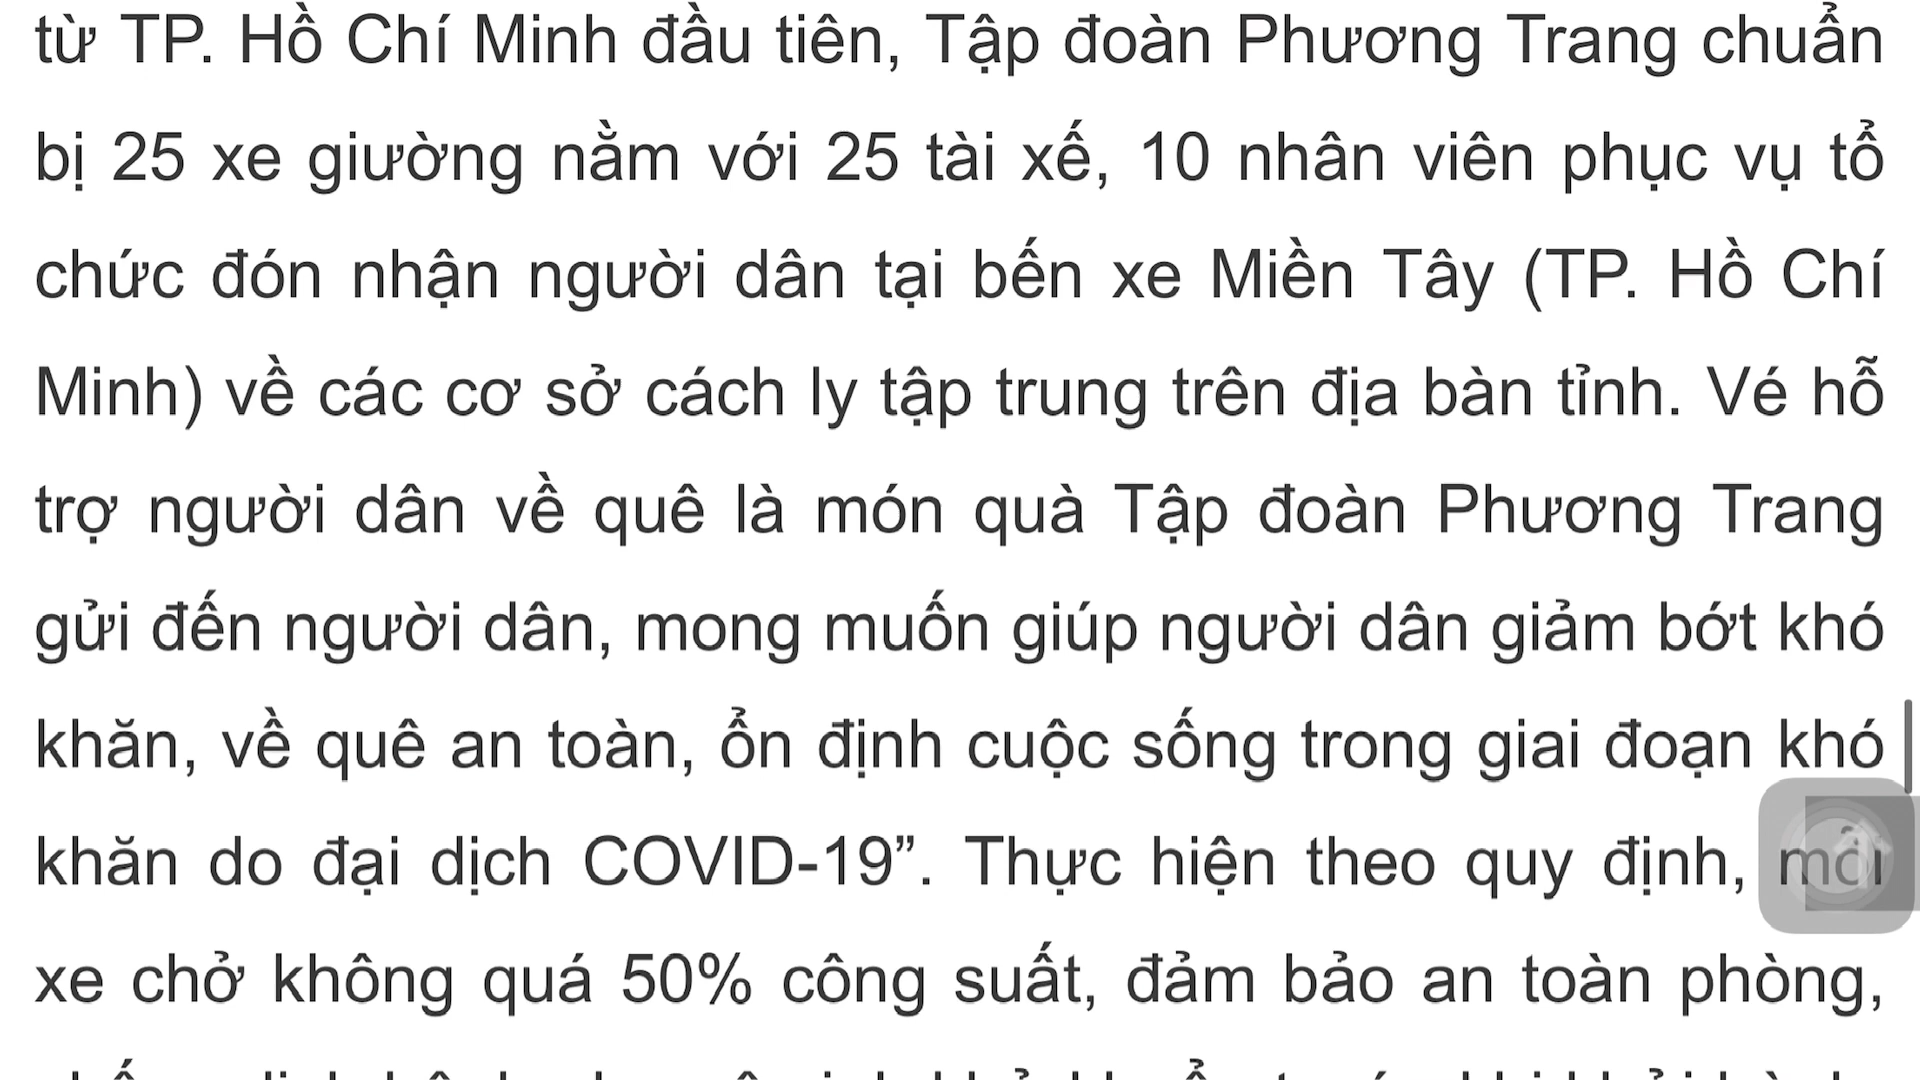 từ TP. Hồ Chí Minh đầu tiên, Tập đoàn Phương Trang chuẩn
bị 25 xe giường nằm với 25 tài xế, 10 nhân viên phục vụ tổ
chức đón nhận người dân tại bến xe Miền Tây (TP. Hồ Chí
Minh) về các cơ sở cách ly tập trung trên địa bàn tỉnh. Vé hỗ
trợ người dân về quê là món quà Tập đoàn Phương Trang
gửi đến người dân, mong muốn giúp người dân giảm bớt khó
khăn, về quê an toàn, ổn định cuộc sống trong giai đoạn khó
khăn do đại dịch COVID-19”. Thực hiện theo quy định,
xe chở không quá 50% công suất, đảm bảo an toàn phòng,